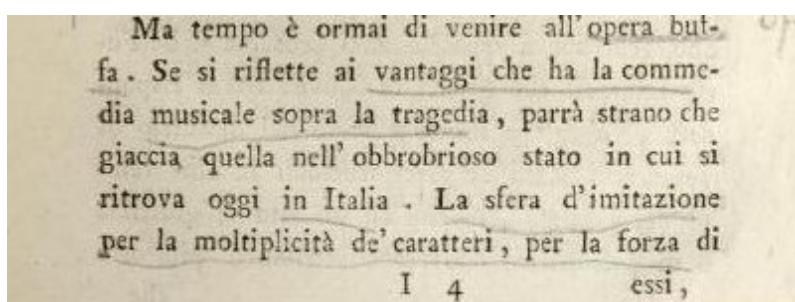 Ma tempo è ormai di venire all'opera buf-
fa. Se si riflette ai vantaggi che ha la comme-
dia musicale sopra la tragedia, parrà strano che
giaccia quella nell' obbrobrioso stato in cui si
ritrova oggi in Italia. La sfera d'imitazione
per la moltiplicità de' caratteri, per la forza di
I 4 essi,